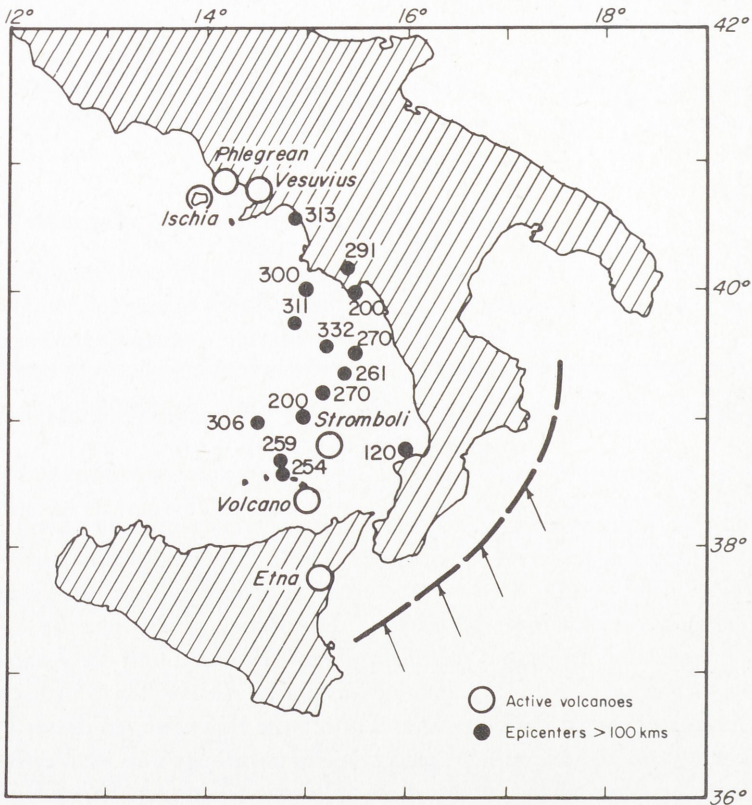 12°
14°
16°
18°
42°
Phlegrean
Vesuvius
Ischia
313
291
300
40°
200
311
332
270
261
270
200
Stromboli
306
259
120
254
Volcano
38°
Etna
Active volcanoes
Epicenters > 100 kms
36°